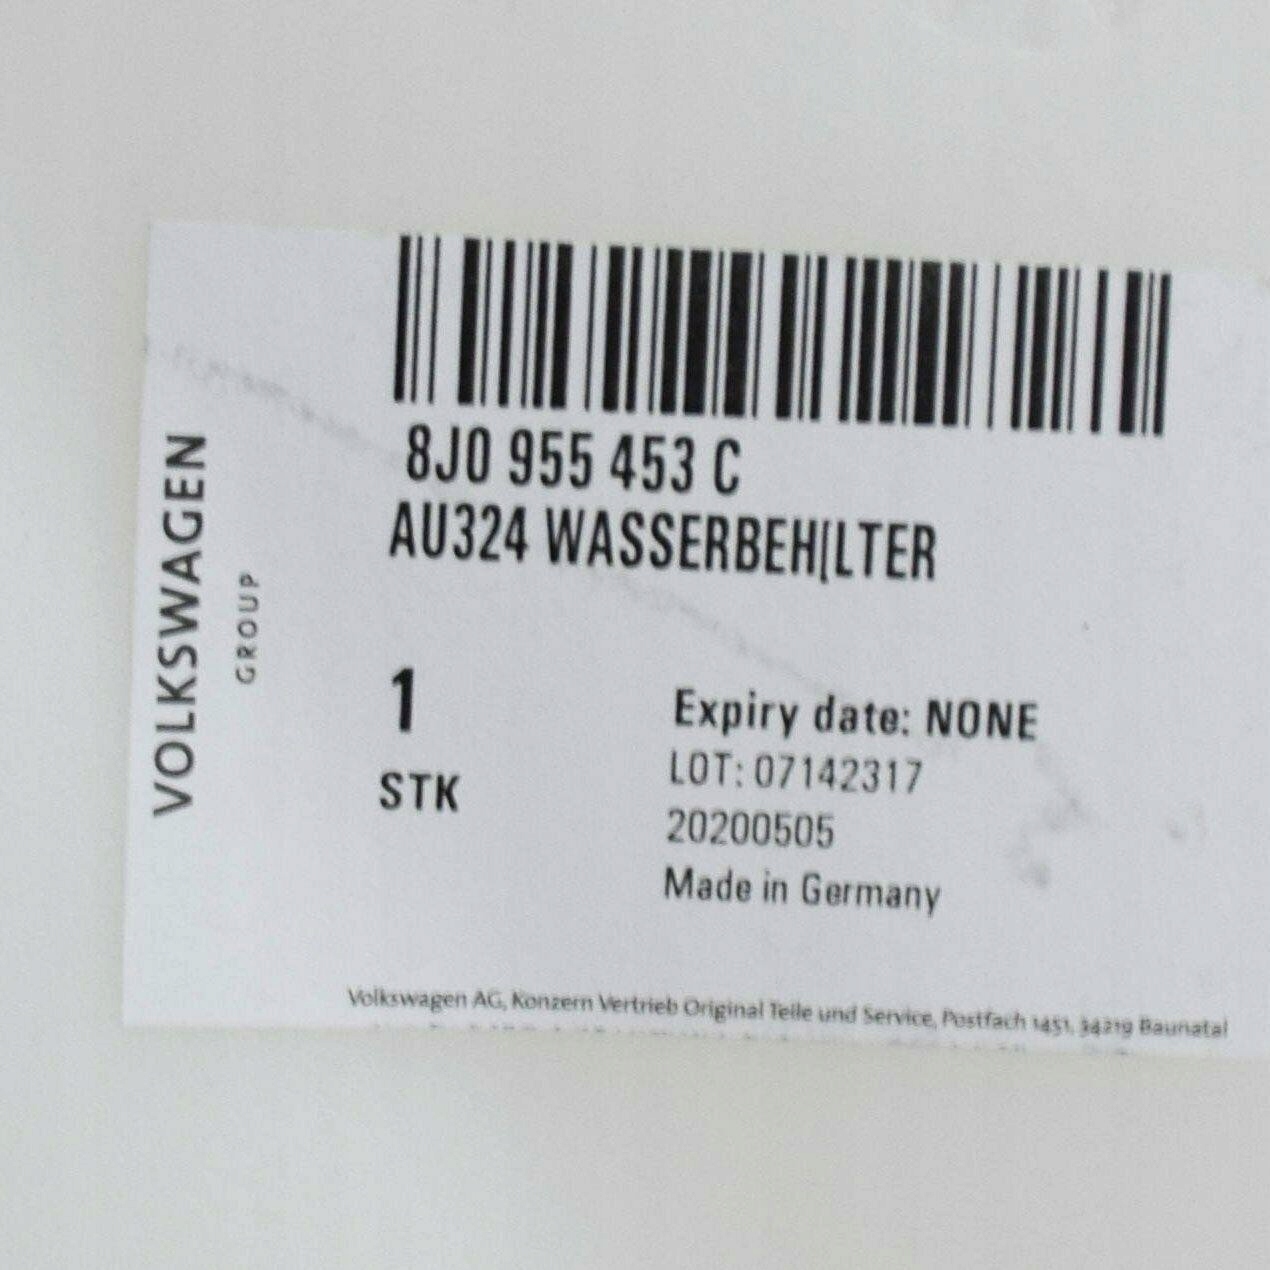 VOLKSWAGEN
GROUP
8J0 955 453 C
AU324 WASSERBEH[LTER
1
STK
Expiry date: NONE
LOT: 07142317
20200505
Made in Germany
Volkswagen AG, Konzern Vertrieb Original Teile und Service, Postfach 1451, 34219 Baunatal